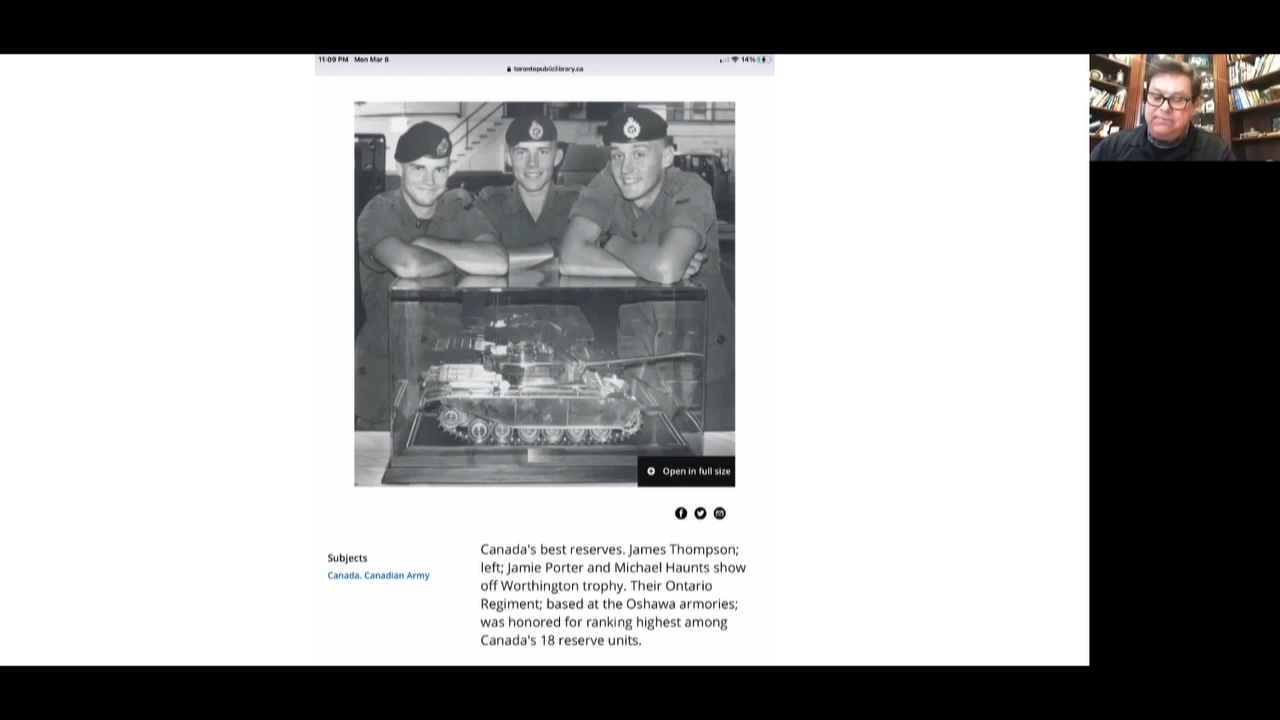 11:09 PM Mon Mar 8
14%
torontopubliclibrary.ca
Open in full size
Subjects
Canada. Canadian Army
Canada's best reserves. James Thompson;
left; Jamie Porter and Michael Haunts show
off Worthington trophy. Their Ontario
Regiment; based at the Oshawa armories;
was honored for ranking highest among
Canada's 18 reserve units.